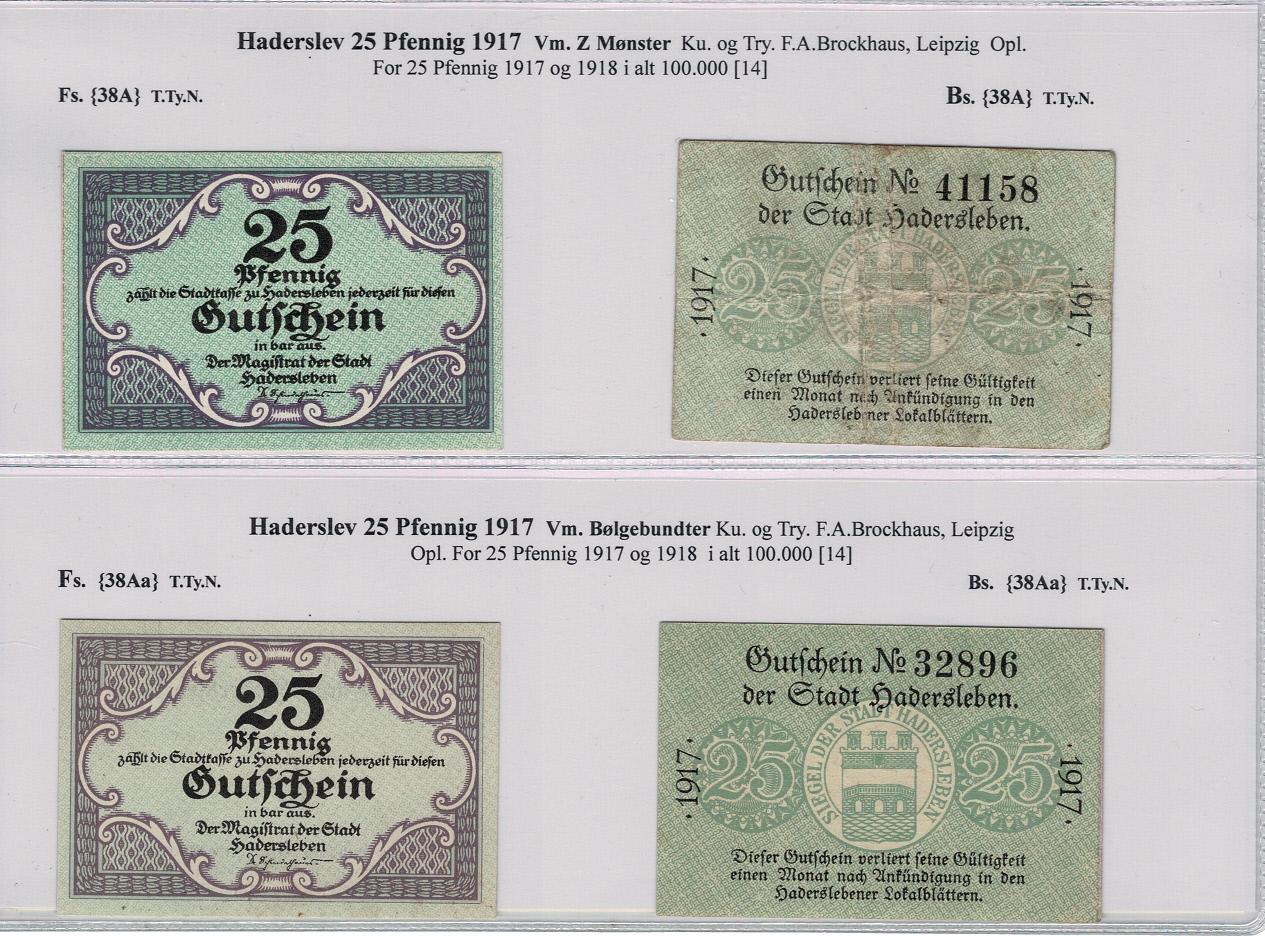 Haderslev 25 Pfennig 1917 Vm. Z Mønster Ku. og Try. F.A.Brockhaus, Leipzig Opl.
For 25 Pfennig 1917 og 1918 i alt 100.000 [14]
Fs. {38A} T.Ty.N.
Bs. {38A} T.Ty.N.
25
Pfennig
zahlt die Stadtkasse zu Hadersleben jederzeit für diesen
Gutschein
in bar aus.
Der Magistrat der Stadt
Hadersleben
Gutschein № 41158
der Stadt Hadersleben.
· 1917 ·
25
SIEGEL DER STADT HADERSLEBEN
25
· 1917 ·
Dieser Gutschein verliert seine Gültigkeit
einen Monat nach Ankündigung in den
Haderslebener Lokalblättern.
Haderslev 25 Pfennig 1917 Vm. Bølgebundter Ku. og Try. F.A.Brockhaus, Leipzig
Opl. For 25 Pfennig 1917 og 1918 i alt 100.000 [14]
Fs. {38Aa} T.Ty.N.
Bs. {38Aa} T.Ty.N.
25
Pfennig
zahlt die Stadtkasse zu Hadersleben jederzeit für diesen
Gutschein
in bar aus.
Der Magistrat der Stadt
Hadersleben
Gutschein № 32896
der Stadt Hadersleben.
· 1917 ·
25
SIEGEL DER STADT HADERSLEBEN
25
· 1917 ·
Dieser Gutschein verliert seine Gültigkeit
einen Monat nach Ankündigung in den
Haderslebener Lokalblättern.